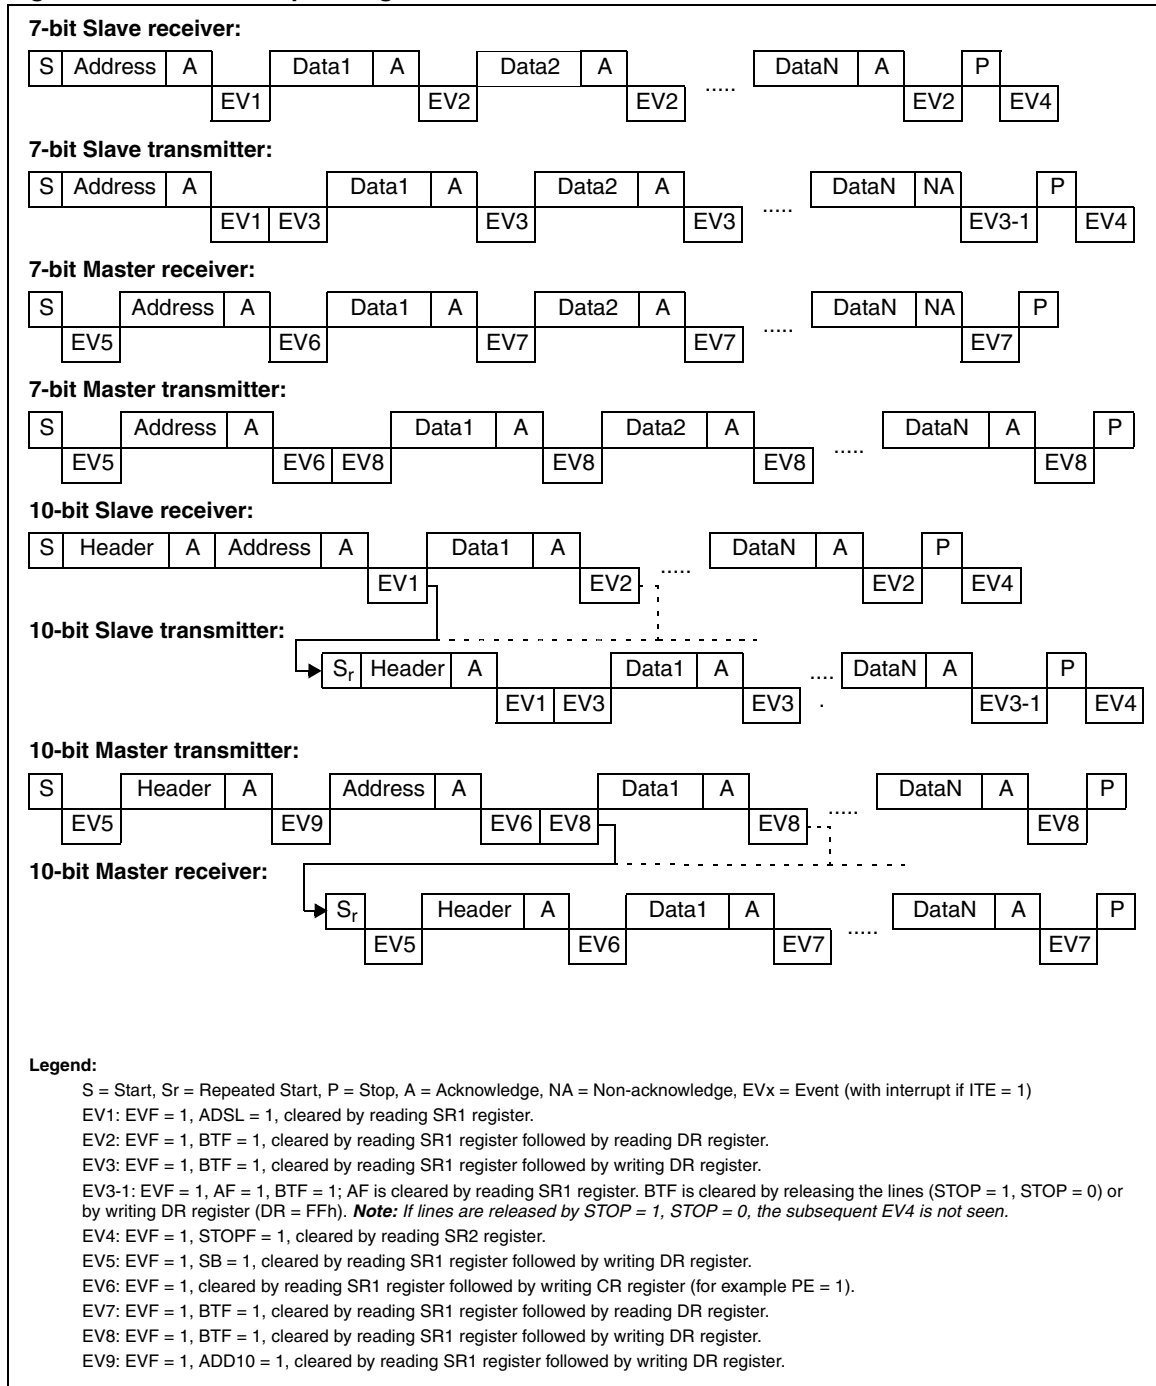 7-bit Slave receiver:
S Address A Data1 A Data2 A ..... DataN A P
EV1 EV2 EV2 EV2 EV4
7-bit Slave transmitter:
S Address A Data1 A Data2 A ..... DataN NA P
EV1 EV3 EV3 EV3 EV3-1 EV4
7-bit Master receiver:
S Address A Data1 A Data2 A ..... DataN NA P
EV5 EV6 EV7 EV7 EV7
7-bit Master transmitter:
S Address A Data1 A Data2 A ..... DataN A P
EV5 EV6 EV8 EV8 EV8 EV8
10-bit Slave receiver:
S Header A Address A Data1 A ..... DataN A P
EV1 EV2 EV2 EV4
10-bit Slave transmitter:
Sr Header A Data1 A .... DataN A P
EV1 EV3 EV3 . EV3-1 EV4
10-bit Master transmitter:
S Header A Address A Data1 A ..... DataN A P
EV5 EV9 EV6 EV8 EV8 EV8
10-bit Master receiver:
Sr Header A Data1 A ..... DataN A P
EV5 EV6 EV7 EV7
Legend:
S = Start, Sr = Repeated Start, P = Stop, A = Acknowledge, NA = Non-acknowledge, EVx = Event (with interrupt if ITE = 1)
EV1: EVF = 1, ADSL = 1, cleared by reading SR1 register.
EV2: EVF = 1, BTF = 1, cleared by reading SR1 register followed by reading DR register.
EV3: EVF = 1, BTF = 1, cleared by reading SR1 register followed by writing DR register.
EV3-1: EVF = 1, AF = 1, BTF = 1; AF is cleared by reading SR1 register. BTF is cleared by releasing the lines (STOP = 1, STOP = 0) or
by writing DR register (DR = FFh). Note: If lines are released by STOP = 1, STOP = 0, the subsequent EV4 is not seen.
EV4: EVF = 1, STOPF = 1, cleared by reading SR2 register.
EV5: EVF = 1, SB = 1, cleared by reading SR1 register followed by writing DR register.
EV6: EVF = 1, cleared by reading SR1 register followed by writing CR register (for example PE = 1).
EV7: EVF = 1, BTF = 1, cleared by reading SR1 register followed by reading DR register.
EV8: EVF = 1, BTF = 1, cleared by reading SR1 register followed by writing DR register.
EV9: EVF = 1, ADD10 = 1, cleared by reading SR1 register followed by writing DR register.